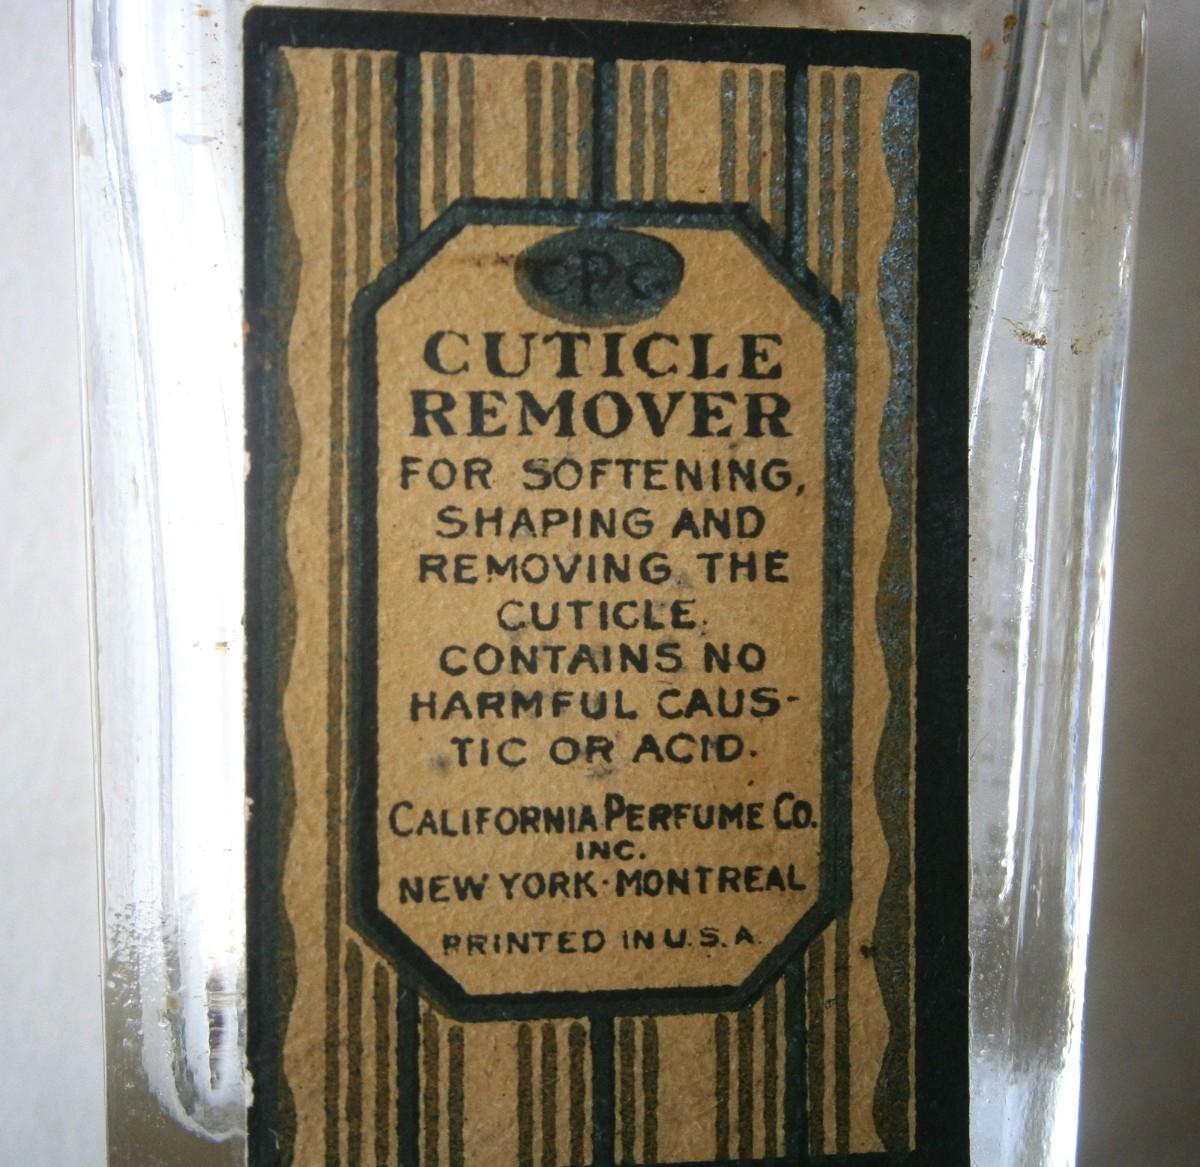 CPC
CUTICLE
REMOVER
FOR SOFTENING,
SHAPING AND
REMOVING THE
CUTICLE.
CONTAINS NO
HARMFUL CAUS-
TIC OR ACID.
CALIFORNIA PERFUME CO.
INC.
NEW YORK·MONTREAL
PRINTED IN U.S.A.